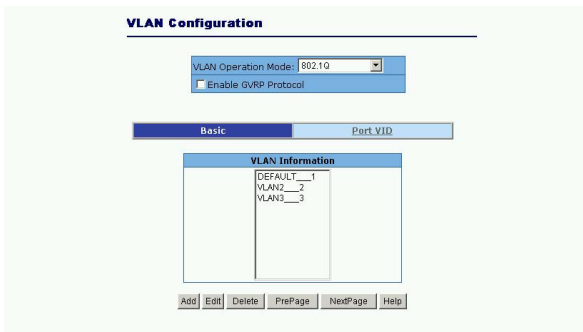 VLAN Configuration
VLAN Operation Mode: 802.1Q
Enable GVRP Protocol
Basic Port VID
VLAN Information
DEFAULT___1
VLAN2___2
VLAN3___3
Add Edit Delete PrePage NextPage Help